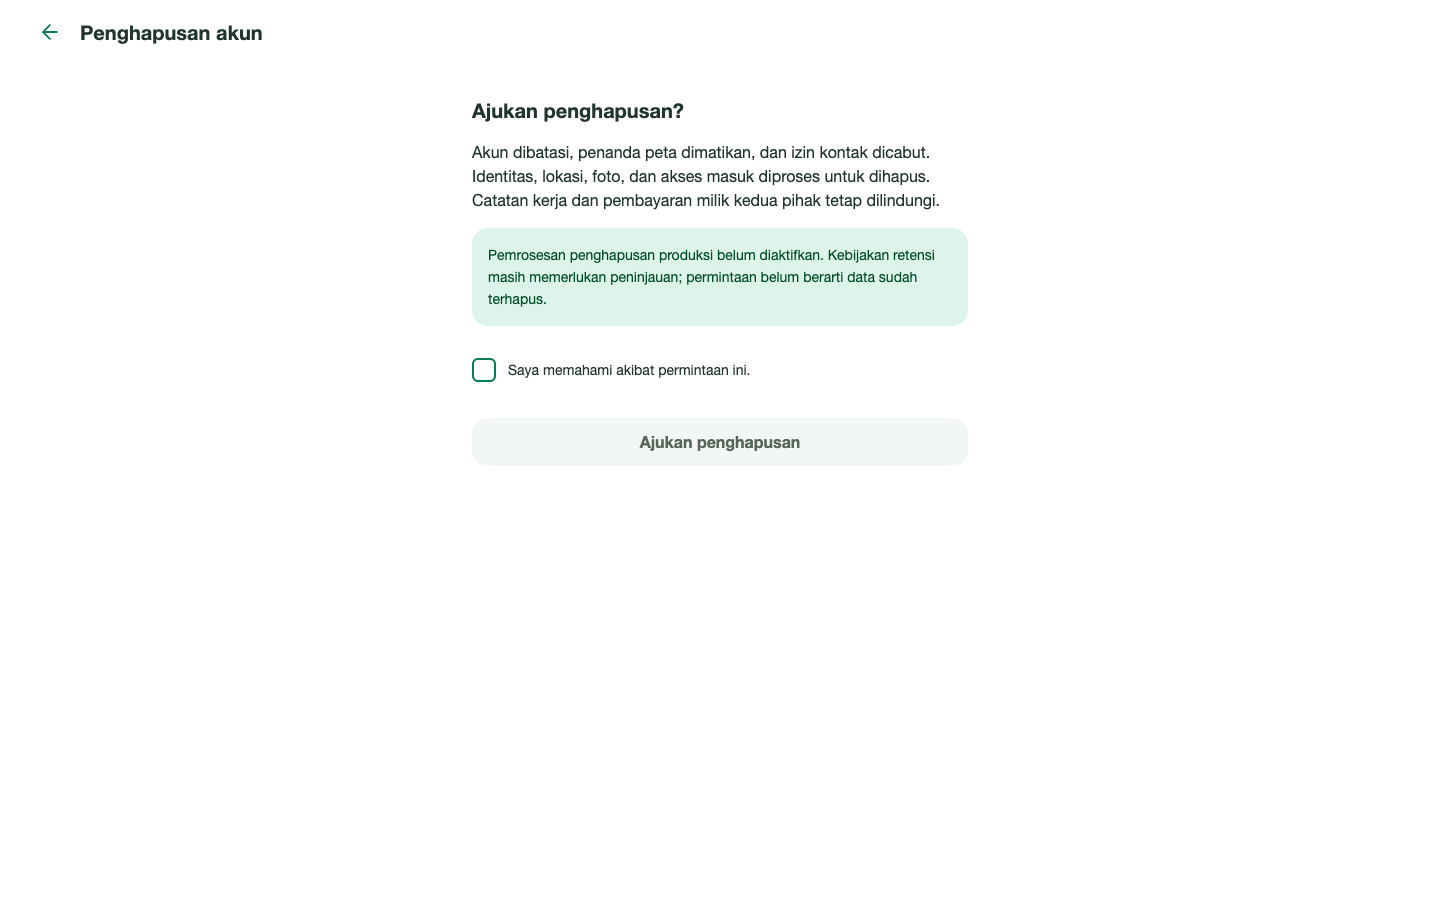 Penghapusan akun
Ajukan penghapusan?
Akun dibatasi, penanda peta dimatikan, dan izin kontak dicabut.
Identitas, lokasi, foto, dan akses masuk diproses untuk dihapus.
Catatan kerja dan pembayaran milik kedua pihak tetap dilindungi.
Pemrosesan penghapusan produksi belum diaktifkan. Kebijakan retensi
masih memerlukan peninjauan; permintaan belum berarti data sudah
terhapus.
Saya memahami akibat permintaan ini.
Ajukan penghapusan